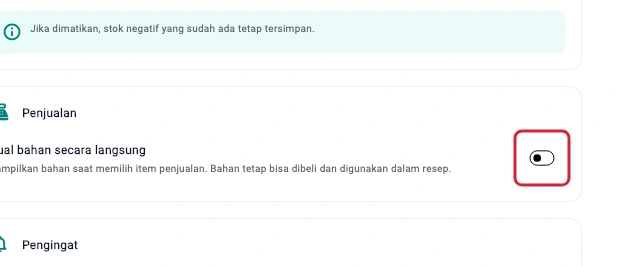 Jika dimatikan, stok negatif yang sudah ada tetap tersimpan.
Penjualan
ual bahan secara langsung
ampilkan bahan saat memilih item penjualan. Bahan tetap bisa dibeli dan digunakan dalam resep.
Pengingat